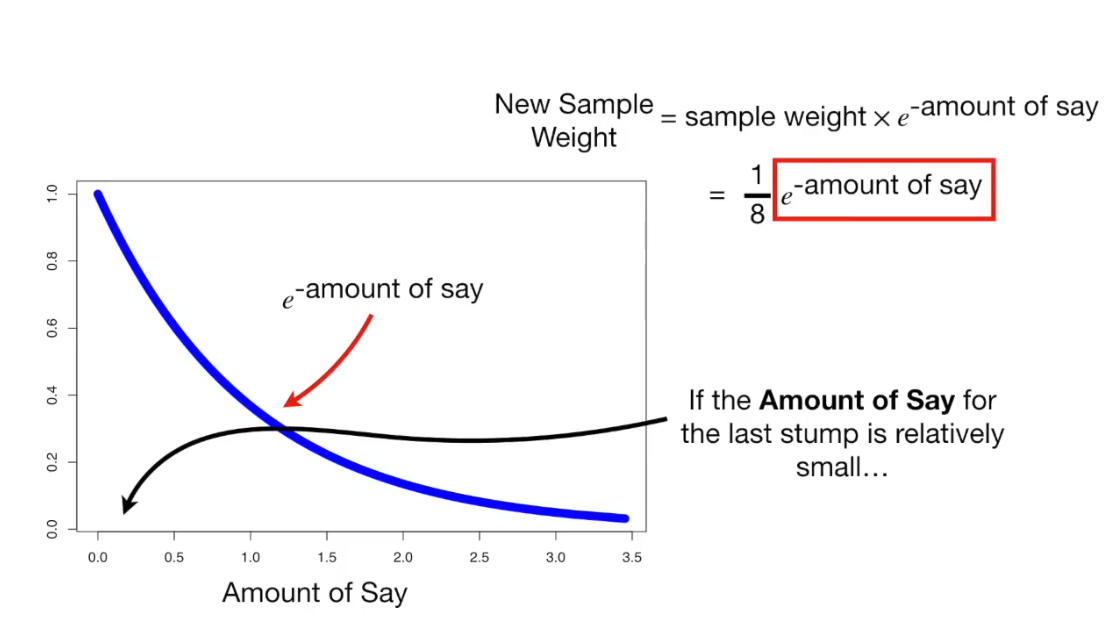 New Sample
Weight
= sample weight × e^-amount of say
= 1/8 e^-amount of say
e^-amount of say
If the Amount of Say for
the last stump is relatively
small…
1.0
0.8
0.6
0.4
0.2
0.0
0.0 0.5 1.0 1.5 2.0 2.5 3.0 3.5
Amount of Say